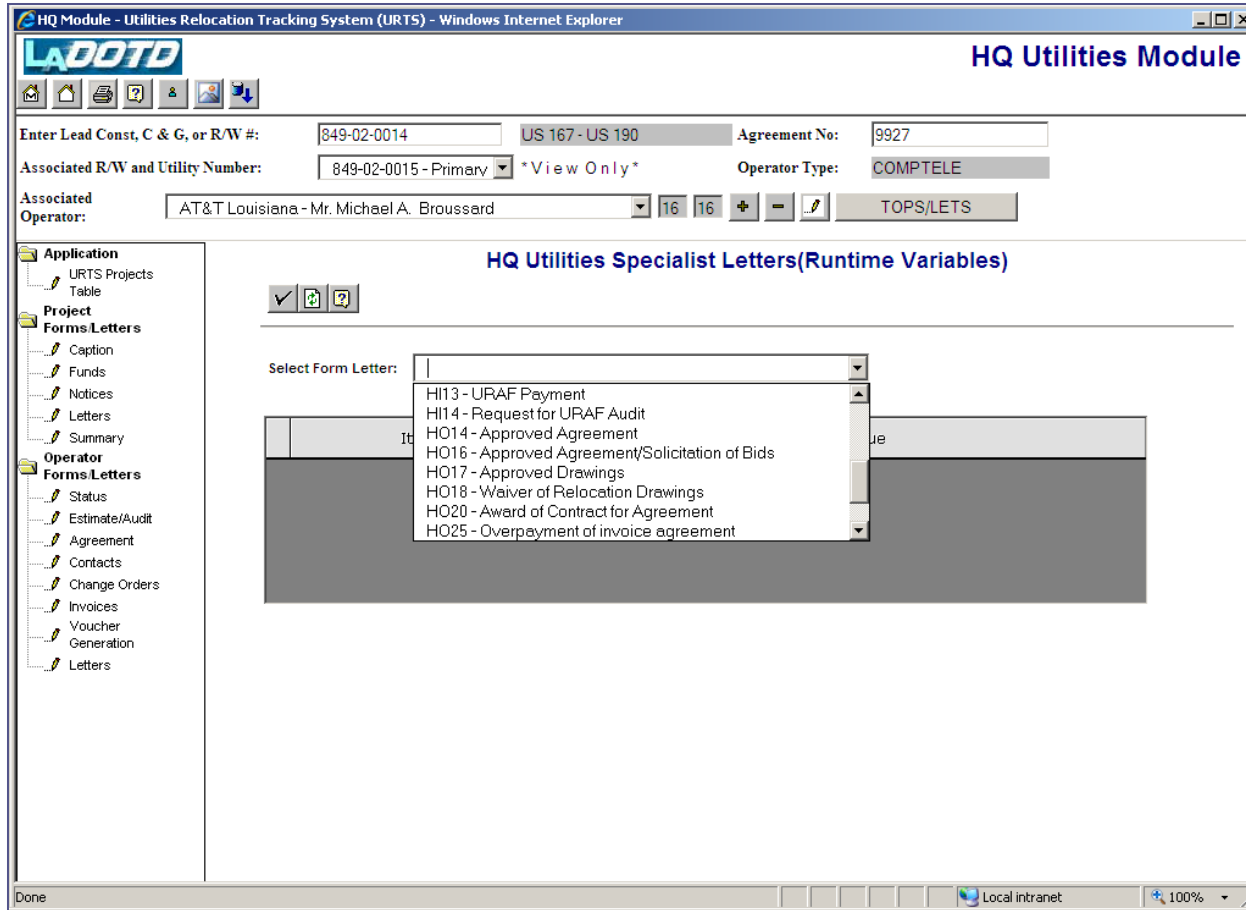 HQ Module - Utilities Relocation Tracking System (URTS) - Windows Internet Explorer
LADOTD
HQ Utilities Module
Enter Lead Const, C & G, or R/W #: 849-02-0014 US 167 - US 190 Agreement No: 9927
Associated R/W and Utility Number: 849-02-0015 - Primary *View Only* Operator Type: COMPTELE
Associated Operator: AT&T Louisiana - Mr. Michael A. Broussard 16 16 TOPS/LETS
Application
URTS Projects
Table
Project
Forms/Letters
Caption
Funds
Notices
Letters
Summary
Operator
Forms/Letters
Status
Estimate/Audit
Agreement
Contacts
Change Orders
Invoices
Voucher
Generation
Letters
HQ Utilities Specialist Letters(Runtime Variables)
Select Form Letter:
HI13 - URAF Payment
HI14 - Request for URAF Audit
HO14 - Approved Agreement
HO16 - Approved Agreement/Solicitation of Bids
HO17 - Approved Drawings
HO18 - Waiver of Relocation Drawings
HO20 - Award of Contract for Agreement
HO25 - Overpayment of invoice agreement
It
ue
Done Local intranet 100%